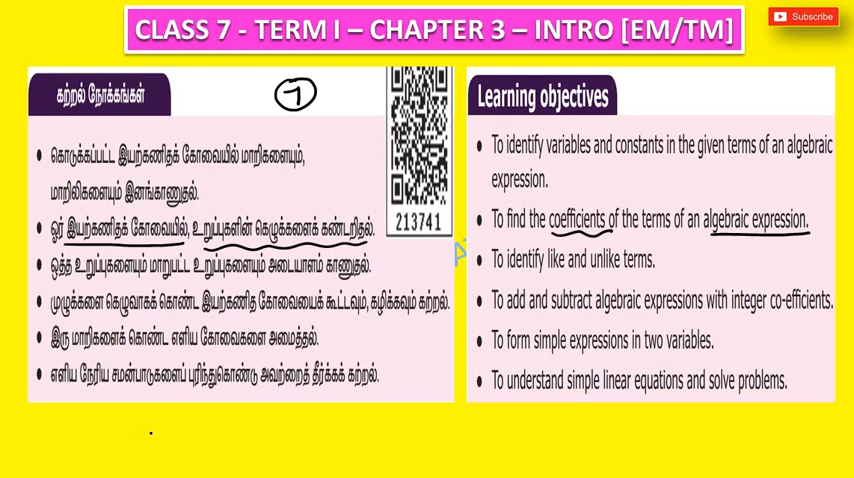 CLASS 7 - TERM I – CHAPTER 3 – INTRO [EM/TM]
Subscribe
கற்றல் நோக்கங்கள்
7
213741
• கொடுக்கப்பட்ட இயற்கணிதக் கோவையில் மாறிகளையும்,
மாறிலிகளையும் இனங்காணுதல்.
• ஓர் இயற்கணிதக் கோவையில், உறுப்புகளின் கெழுக்களைக் கண்டறிதல்.
• ஒத்த உறுப்புகளையும் மாறுபட்ட உறுப்புகளையும் அடையாளம் காணுதல்.
• முழுக்களை கெழுவாகக் கொண்ட இயற்கணித கோவையைக் கூட்டவும், கழிக்கவும் கற்றல்.
• இரு மாறிகளைக் கொண்ட எளிய கோவைகளை அமைத்தல்.
• எளிய நேரிய சமன்பாடுகளைப் புரிந்துகொண்டு அவற்றைத் தீர்க்கக் கற்றல்.
Learning objectives
• To identify variables and constants in the given terms of an algebraic
expression.
• To find the coefficients of the terms of an algebraic expression.
• To identify like and unlike terms.
• To add and subtract algebraic expressions with integer co-efficients.
• To form simple expressions in two variables.
• To understand simple linear equations and solve problems.